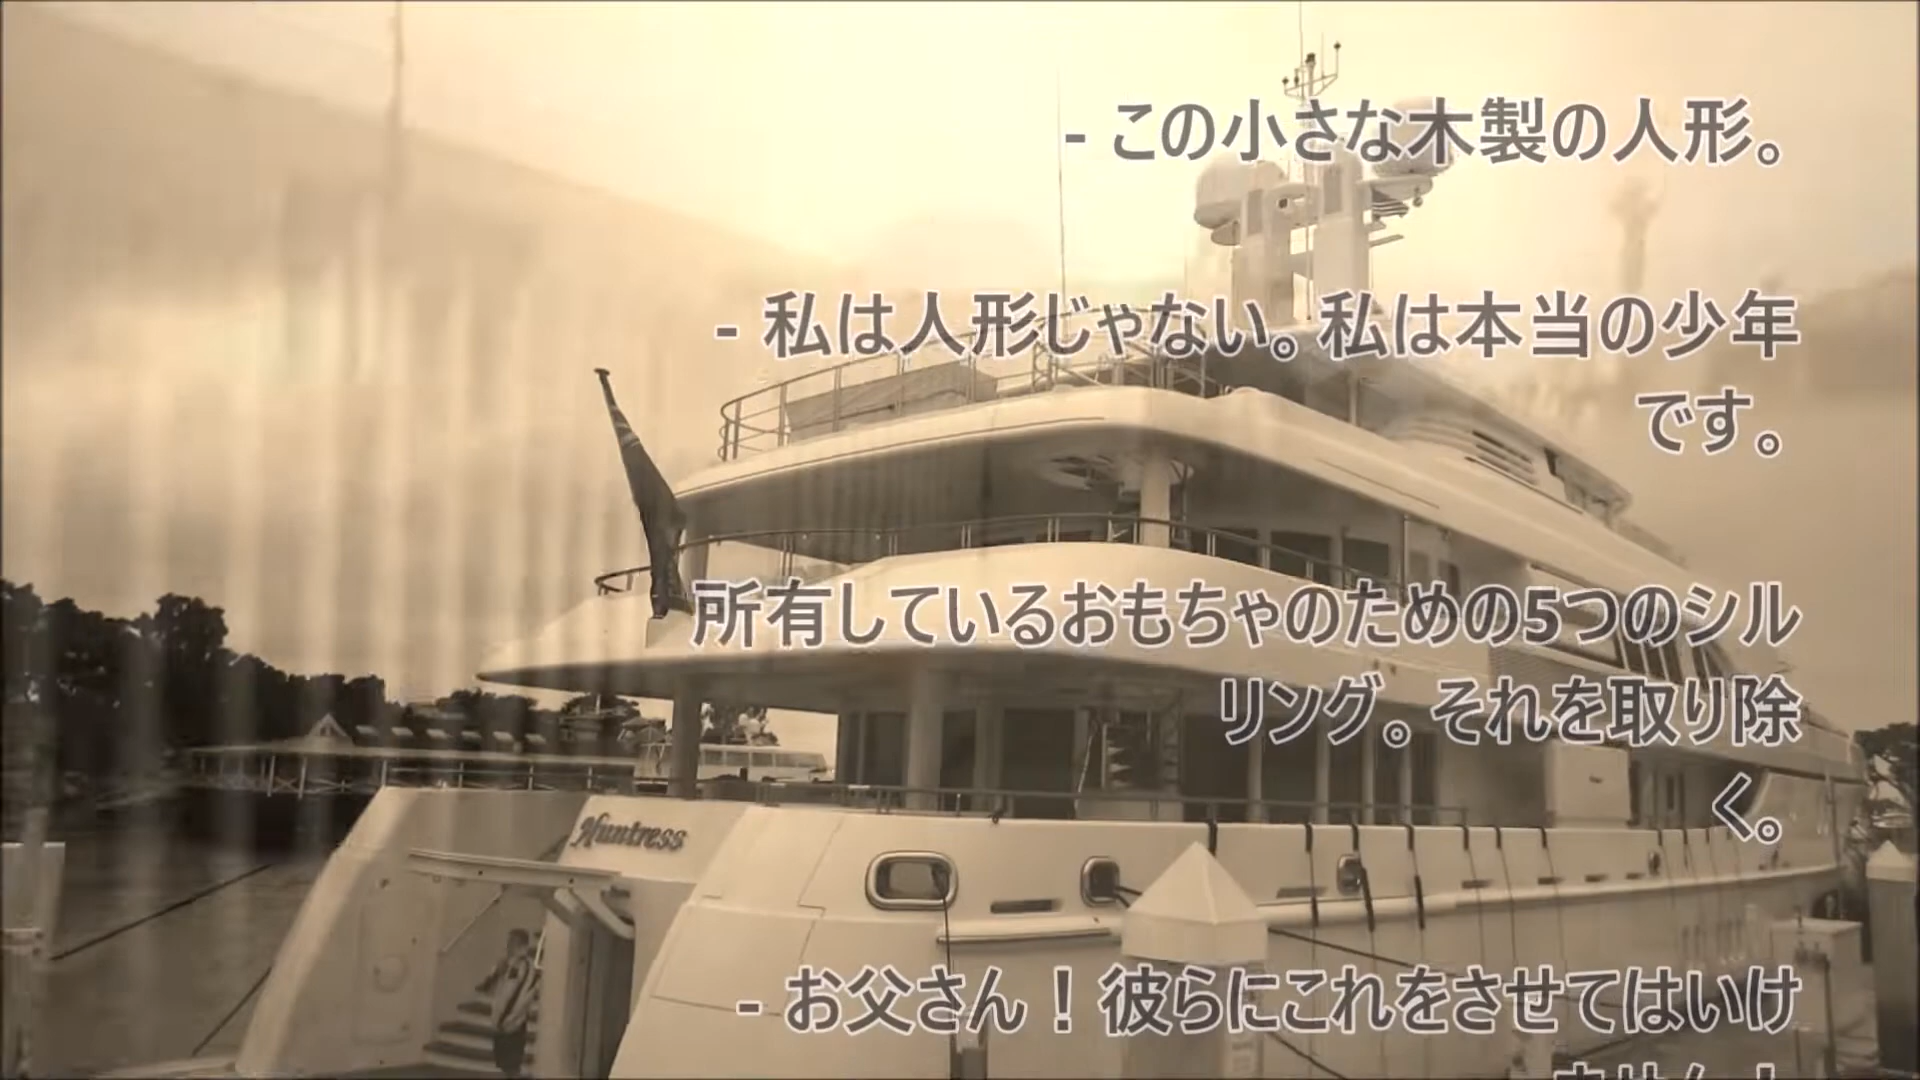 - この小さな木製の人形。
- 私は人形じゃない。私は本当の少年
です。
所有しているおもちゃのための5つのシル
リング。それを取り除
く。
Huntress
- お父さん！彼らにこれをさせてはいけ
ません！